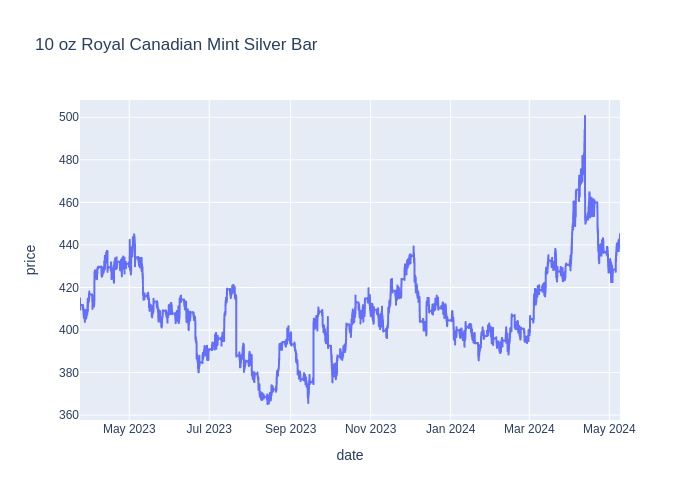 10 oz Royal Canadian Mint Silver Bar
500
480
460
440
420
400
380
360
price
May 2023
Jul 2023
Sep 2023
Nov 2023
Jan 2024
Mar 2024
May 2024
date